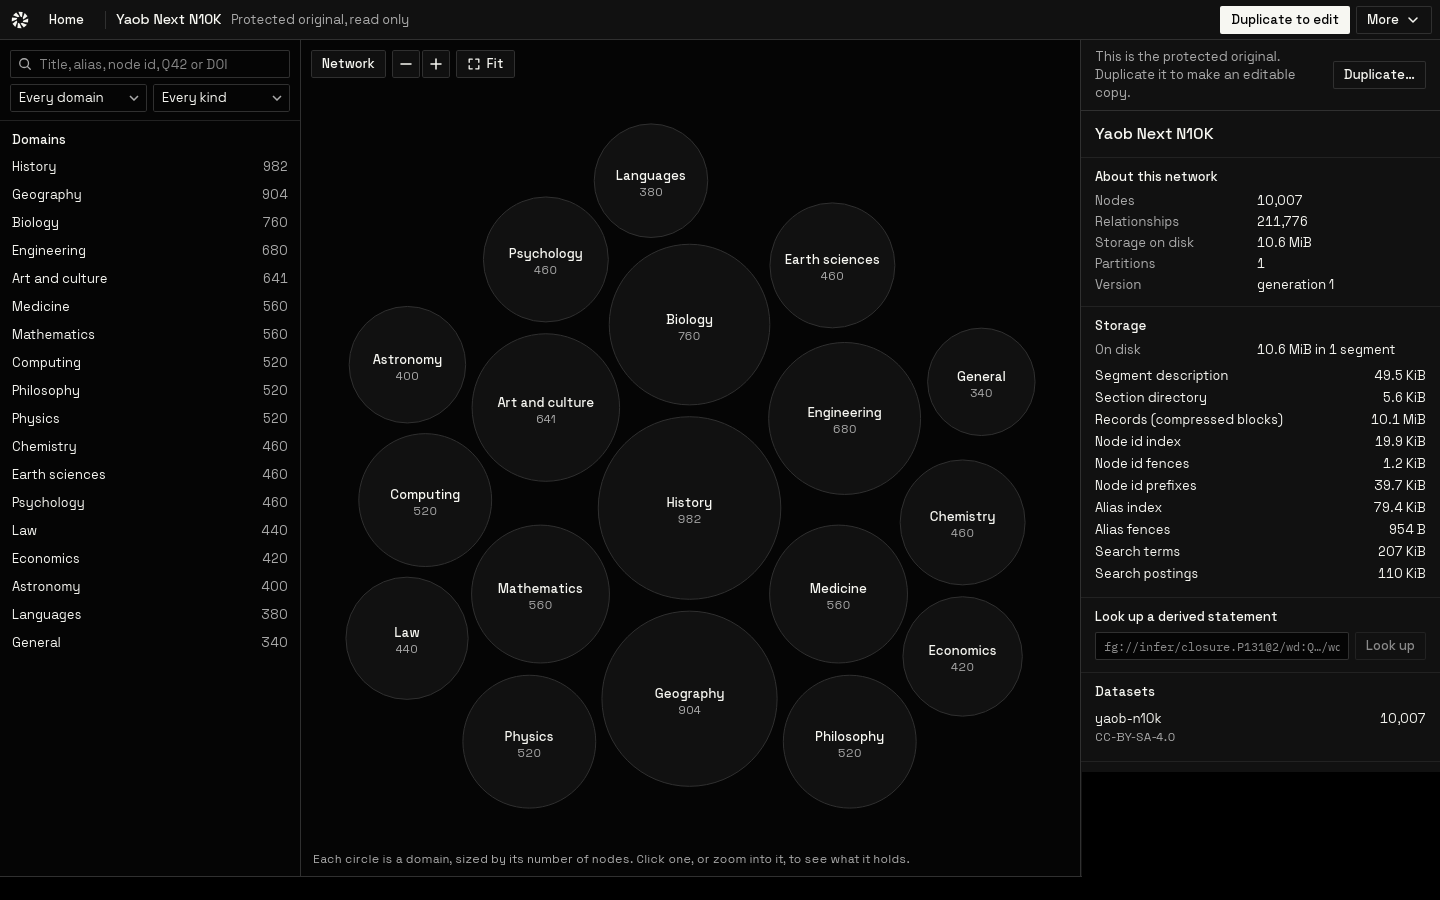 Home
Yaob Next N10K
Protected original, read only
Duplicate to edit
More
Title, alias, node id, Q42 or DOI
Every domain
Every kind
Domains
History 982
Geography 904
Biology 760
Engineering 680
Art and culture 641
Medicine 560
Mathematics 560
Computing 520
Philosophy 520
Physics 520
Chemistry 460
Earth sciences 460
Psychology 460
Law 440
Economics 420
Astronomy 400
Languages 380
General 340
Network
Fit
Languages
380
Psychology
460
Earth sciences
460
Biology
760
Astronomy
400
General
340
Art and culture
641
Engineering
680
Computing
520
History
982
Chemistry
460
Mathematics
560
Medicine
560
Law
440
Economics
420
Geography
904
Physics
520
Philosophy
520
Each circle is a domain, sized by its number of nodes. Click one, or zoom into it, to see what it holds.
This is the protected original.
Duplicate it to make an editable
copy.
Duplicate...
Yaob Next N10K
About this network
Nodes 10,007
Relationships 211,776
Storage on disk 10.6 MiB
Partitions 1
Version generation 1
Storage
On disk 10.6 MiB in 1 segment
Segment description 49.5 KiB
Section directory 5.6 KiB
Records (compressed blocks) 10.1 MiB
Node id index 19.9 KiB
Node id fences 1.2 KiB
Node id prefixes 39.7 KiB
Alias index 79.4 KiB
Alias fences 954 B
Search terms 207 KiB
Search postings 110 KiB
Look up a derived statement
fg://infer/closure.P131@2/wd:Q…/wc
Look up
Datasets
yaob-n10k 10,007
CC-BY-SA-4.0